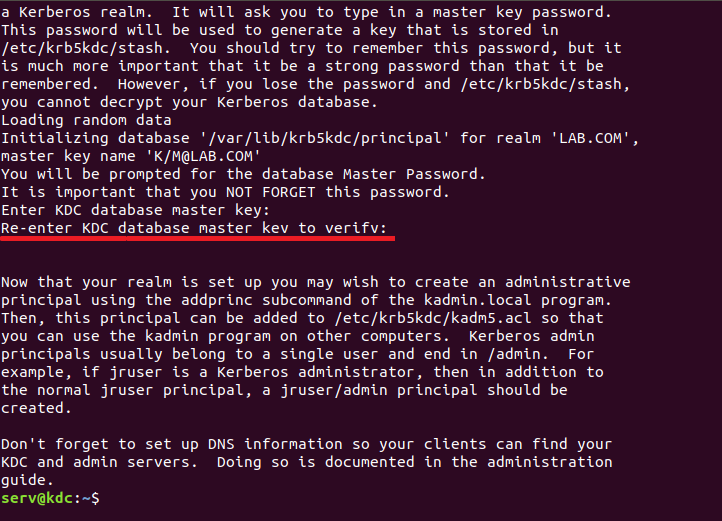 a Kerberos realm.  It will ask you to type in a master key password.
This password will be used to generate a key that is stored in
/etc/krb5kdc/stash.  You should try to remember this password, but it
is much more important that it be a strong password than that it be
remembered.  However, if you lose the password and /etc/krb5kdc/stash,
you cannot decrypt your Kerberos database.
Loading random data
Initializing database '/var/lib/krb5kdc/principal' for realm 'LAB.COM',
master key name 'K/M@LAB.COM'
You will be prompted for the database Master Password.
It is important that you NOT FORGET this password.
Enter KDC database master key:
Re-enter KDC database master key to verify:
Now that your realm is set up you may wish to create an administrative
principal using the addprinc subcommand of the kadmin.local program.
Then, this principal can be added to /etc/krb5kdc/kadm5.acl so that
you can use the kadmin program on other computers.  Kerberos admin
principals usually belong to a single user and end in /admin.  For
example, if jruser is a Kerberos administrator, then in addition to
the normal jruser principal, a jruser/admin principal should be
created.
Don't forget to set up DNS information so your clients can find your
KDC and admin servers.  Doing so is documented in the administration
guide.
serv@kdc:~$